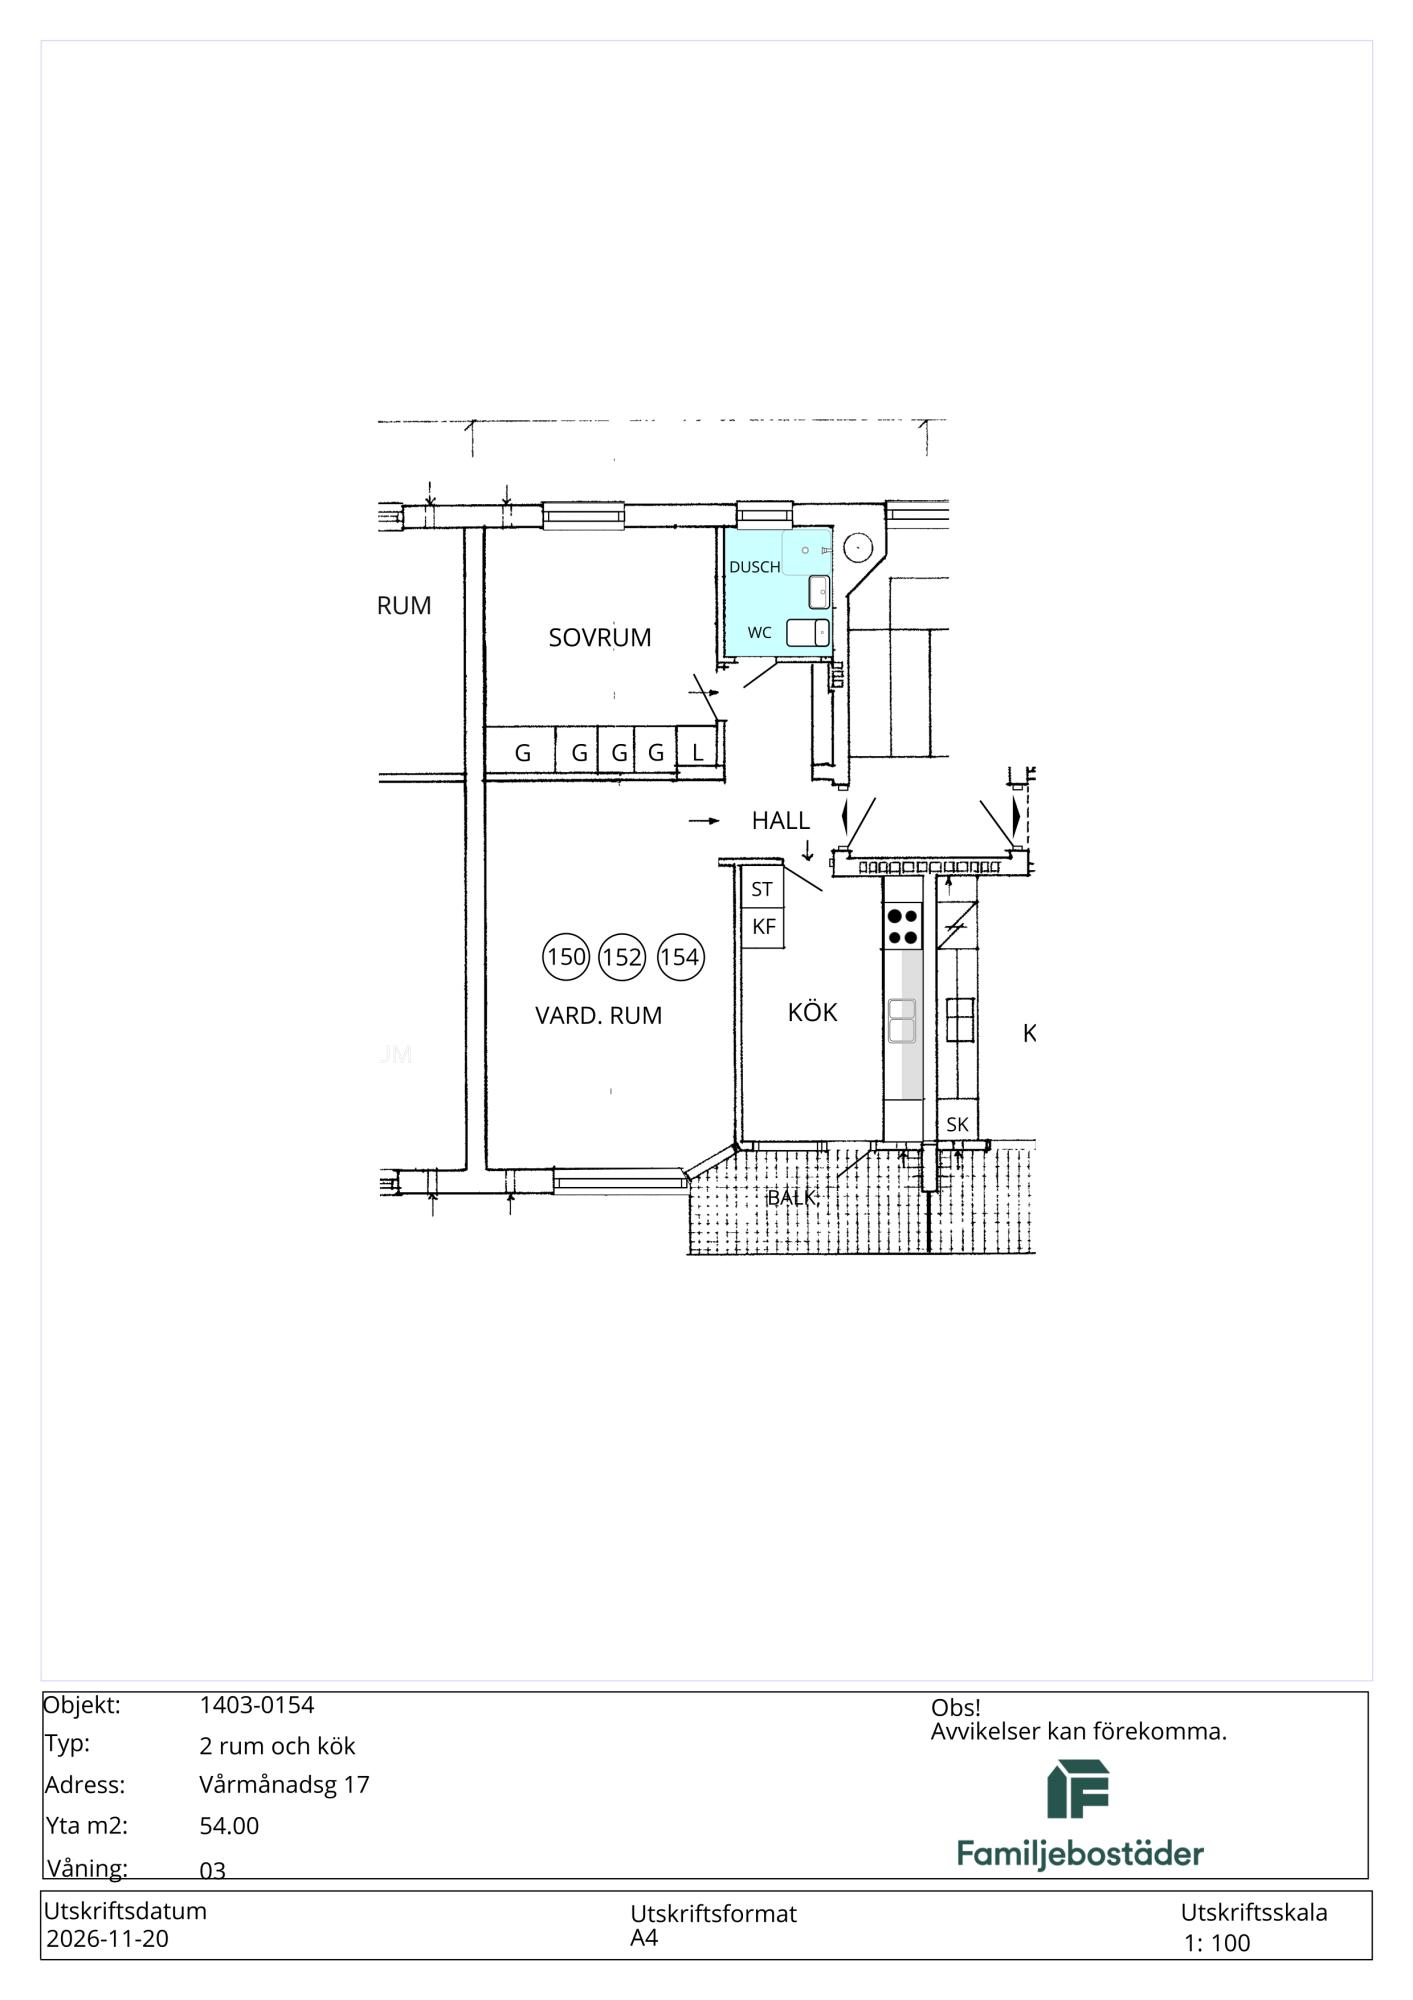 RUM
DUSCH
SOVRUM
WC
G G G G L
HALL
ST
KF
150 152 154
VARD. RUM
KÖK
K
UM
SK
BALK.
Objekt: 1403-0154
Typ: 2 rum och kök
Adress: Vårmånadsg 17
Yta m2: 54.00
Våning: 03
Obs!
Avvikelser kan förekomma.
Familjebostäder
Utskriftsdatum
2026-11-20
Utskriftsformat
A4
Utskriftsskala
1: 100